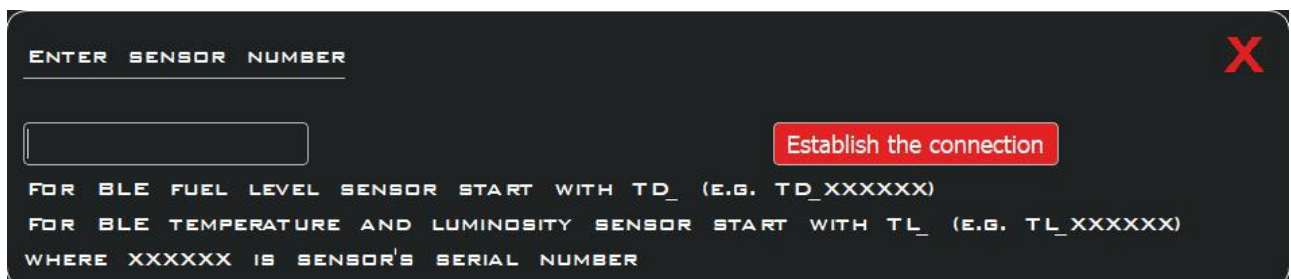 Enter sensor number
X
Establish the connection
For BLE fuel level sensor start with TD_ (e.g. TD_XXXXXX)
For BLE temperature and luminosity sensor start with TL_ (e.g. TL_XXXXXX)
where XXXXXX is sensor's serial number